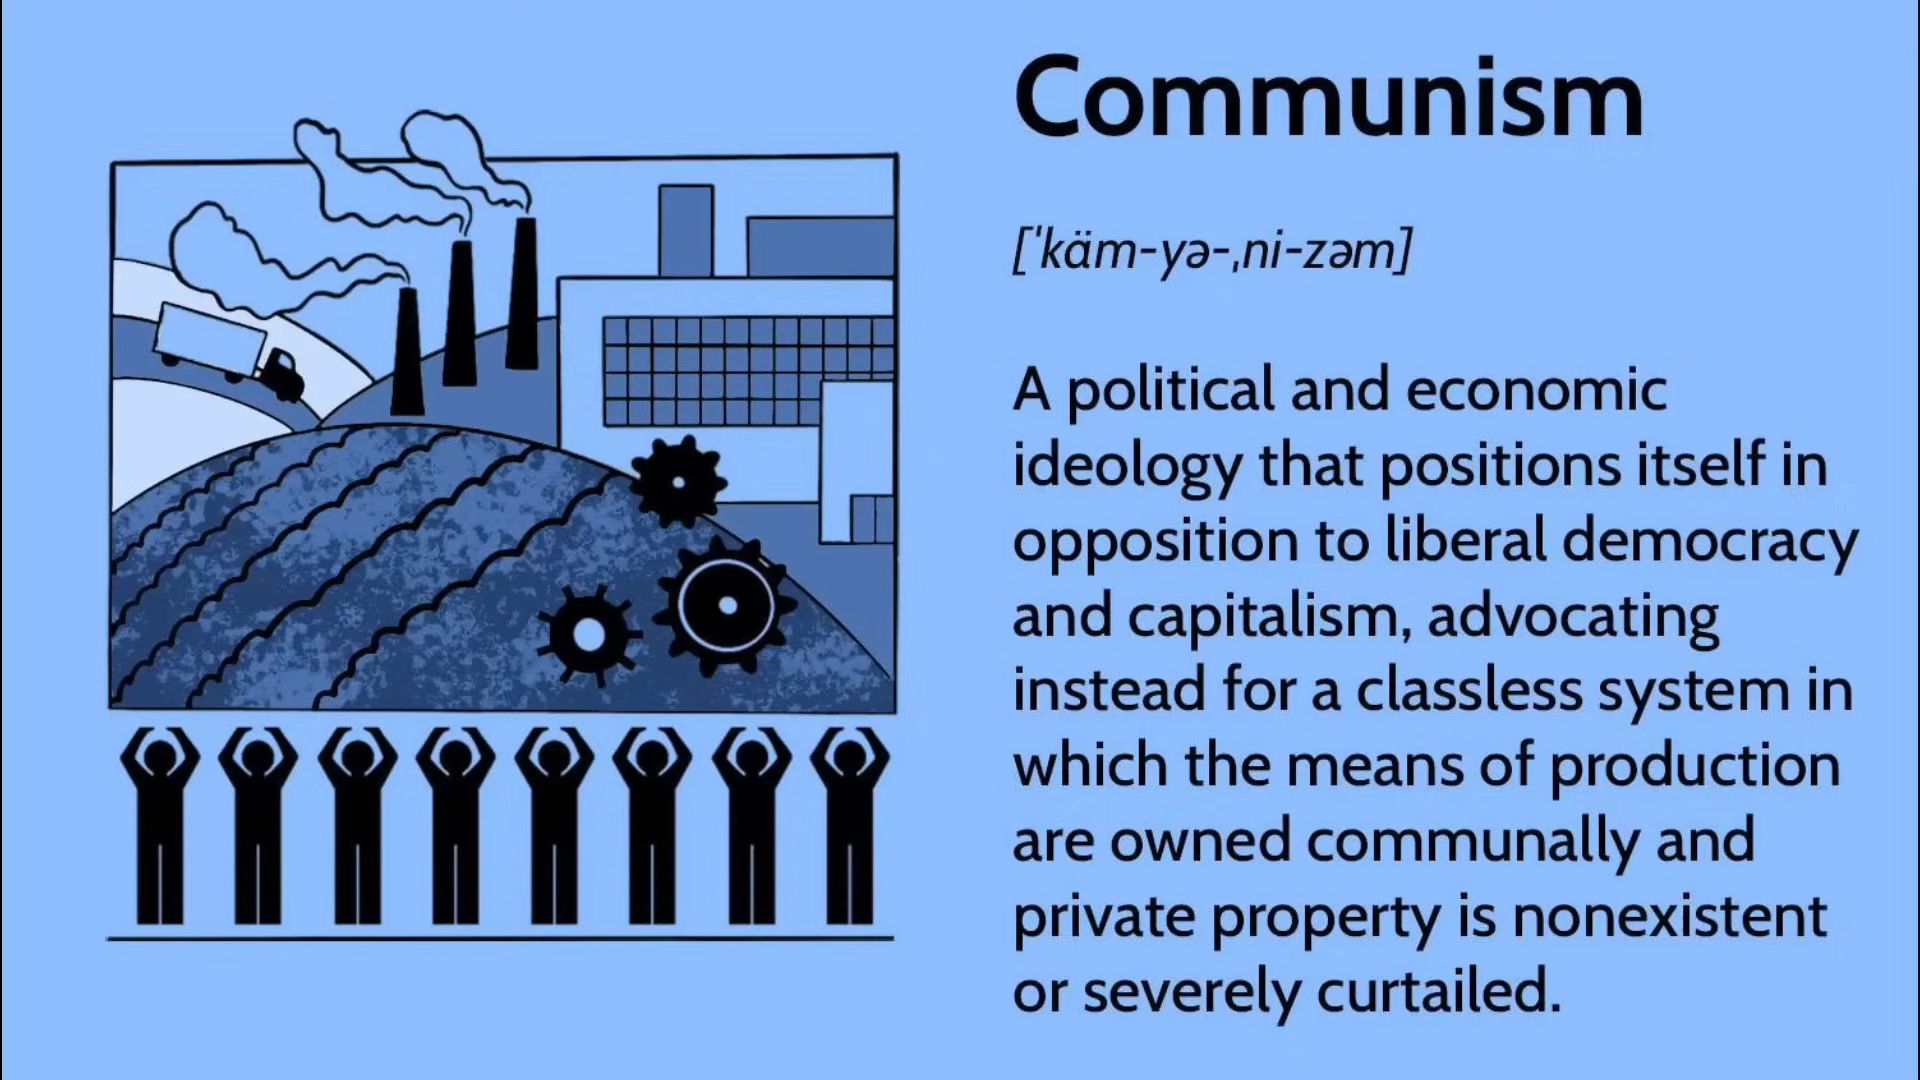 Communism
[ˈkäm-yə-ˌni-zəm]
A political and economic
ideology that positions itself in
opposition to liberal democracy
and capitalism, advocating
instead for a classless system in
which the means of production
are owned communally and
private property is nonexistent
or severely curtailed.